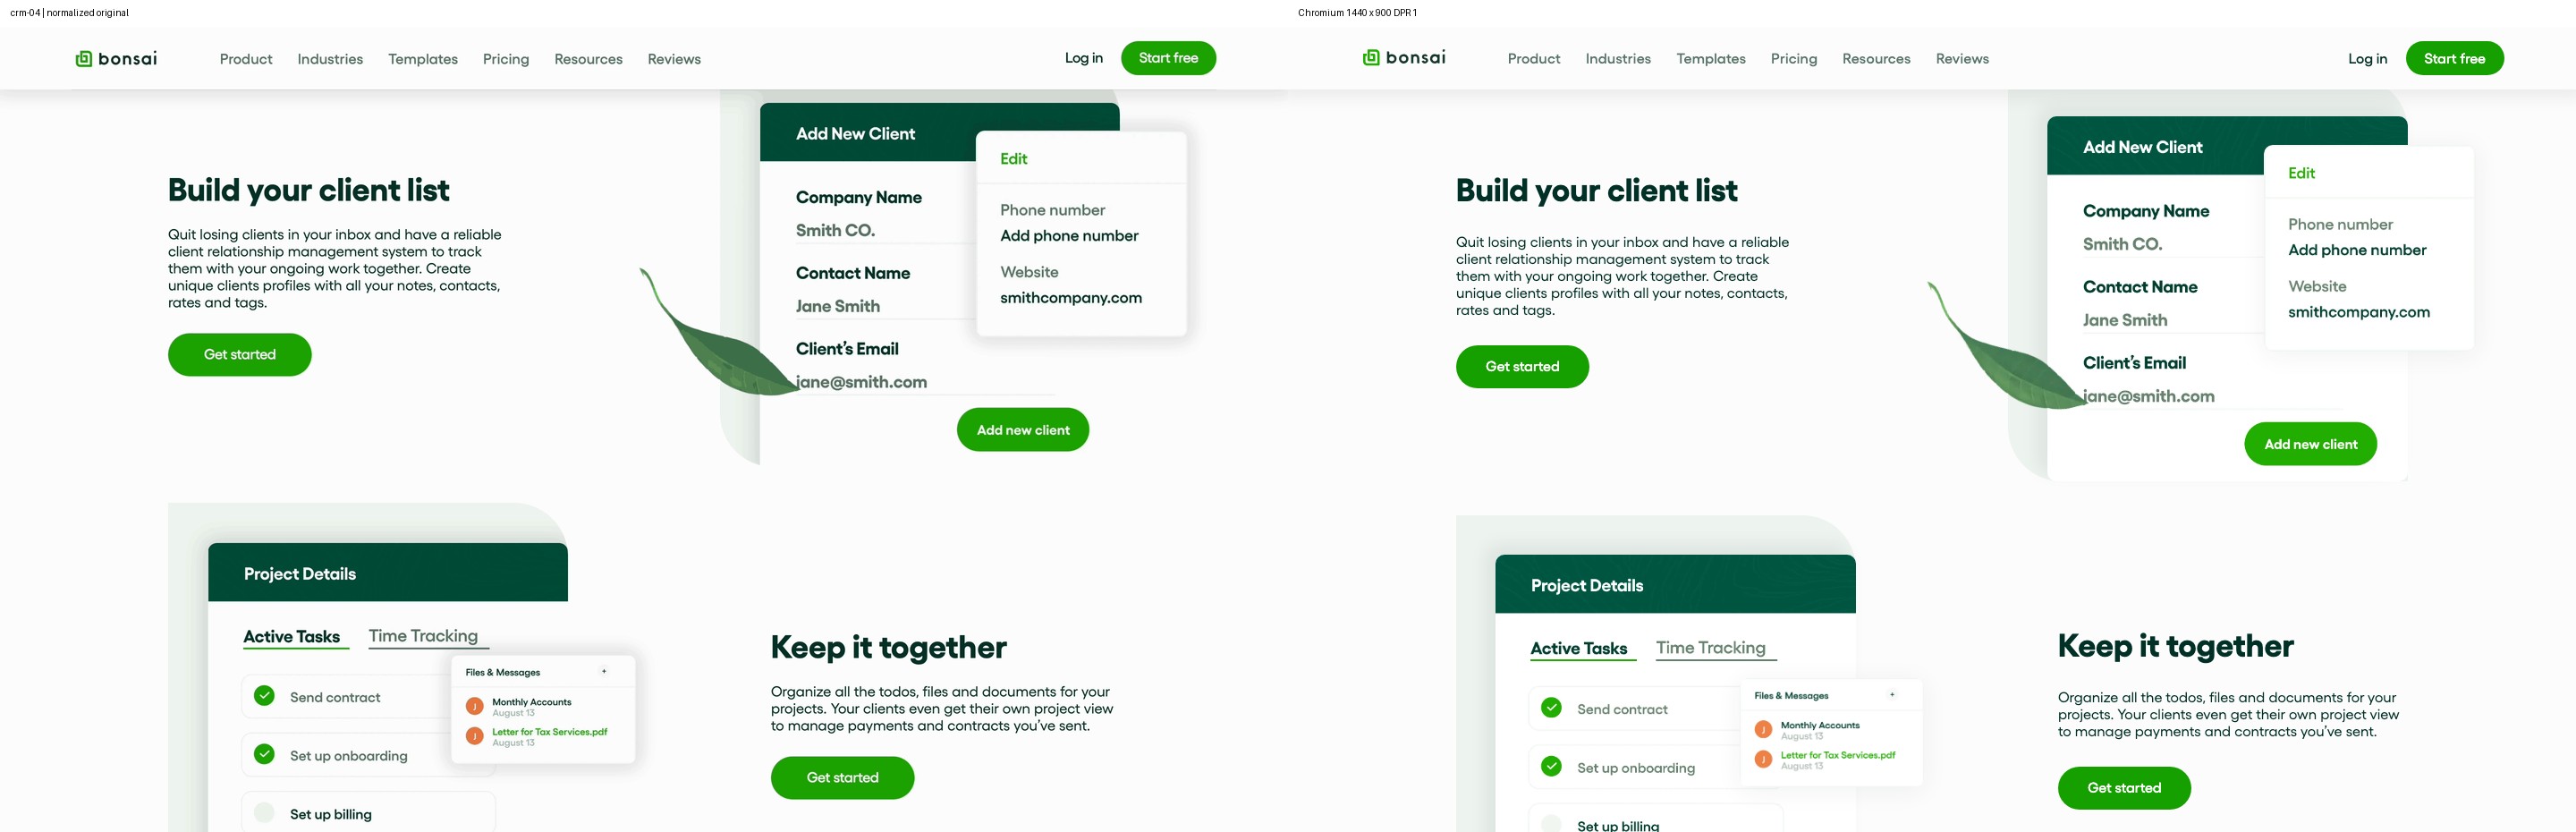 crm-04 | normalized original
bonsai
Product
Industries
Templates
Pricing
Resources
Reviews
Log in
Start free
Build your client list
Quit losing clients in your inbox and have a reliable
client relationship management system to track
them with your ongoing work together. Create
unique clients profiles with all your notes, contacts,
rates and tags.
Get started
Add New Client
Company Name
Smith CO.
Contact Name
Jane Smith
Client's Email
jane@smith.com
Add new client
Edit
Phone number
Add phone number
Website
smithcompany.com
Project Details
Active Tasks
Time Tracking
Send contract
Set up onboarding
Set up billing
Files & Messages
+
J
Monthly Accounts
August 13
J
Letter for Tax Services.pdf
August 13
Keep it together
Organize all the todos, files and documents for your
projects. Your clients even get their own project view
to manage payments and contracts you've sent.
Get started
Chromium 1440 x 900 DPR 1
bonsai
Product
Industries
Templates
Pricing
Resources
Reviews
Log in
Start free
Build your client list
Quit losing clients in your inbox and have a reliable
client relationship management system to track
them with your ongoing work together. Create
unique clients profiles with all your notes, contacts,
rates and tags.
Get started
Add New Client
Company Name
Smith CO.
Contact Name
Jane Smith
Client's Email
jane@smith.com
Add new client
Edit
Phone number
Add phone number
Website
smithcompany.com
Project Details
Active Tasks
Time Tracking
Send contract
Set up onboarding
Set up billing
Files & Messages
+
J
Monthly Accounts
August 13
J
Letter for Tax Services.pdf
August 13
Keep it together
Organize all the todos, files and documents for your
projects. Your clients even get their own project view
to manage payments and contracts you've sent.
Get started